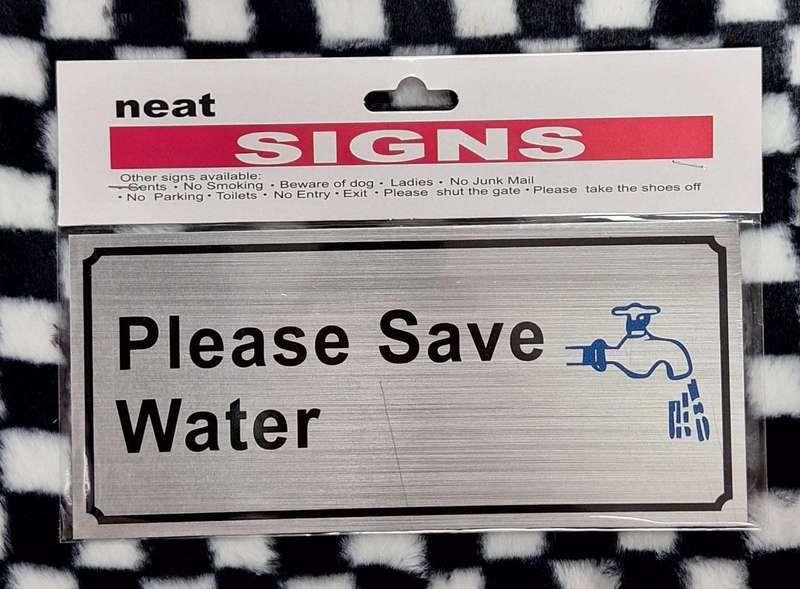 neat
SIGNS
Other signs available:
Gents • No Smoking • Beware of dog • Ladies • No Junk Mail
• No Parking • Toilets • No Entry • Exit • Please shut the gate • Please take the shoes off
Please Save
Water